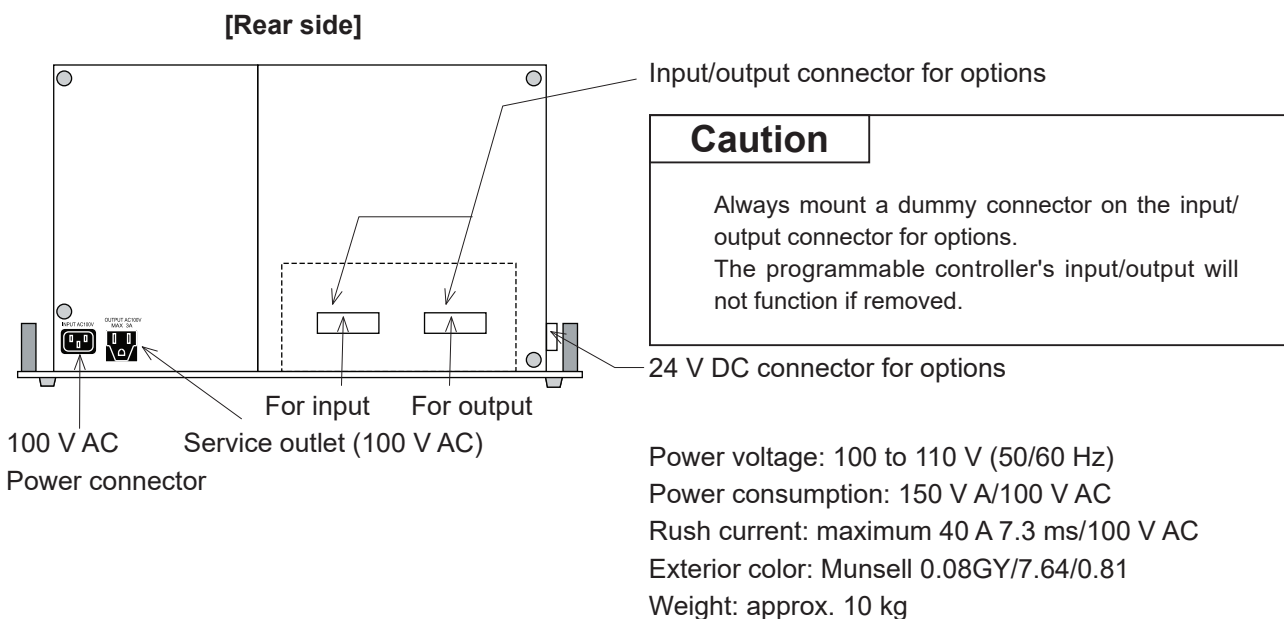 [Rear side]
Input/output connector for options
Caution
Always mount a dummy connector on the input/
output connector for options.
The programmable controller's input/output will
not function if removed.
INPUT AC100V
OUTPUT AC100V
MAX 3A
24 V DC connector for options
For input
For output
100 V AC
Power connector
Service outlet (100 V AC)
Power voltage: 100 to 110 V (50/60 Hz)
Power consumption: 150 V A/100 V AC
Rush current: maximum 40 A 7.3 ms/100 V AC
Exterior color: Munsell 0.08GY/7.64/0.81
Weight: approx. 10 kg